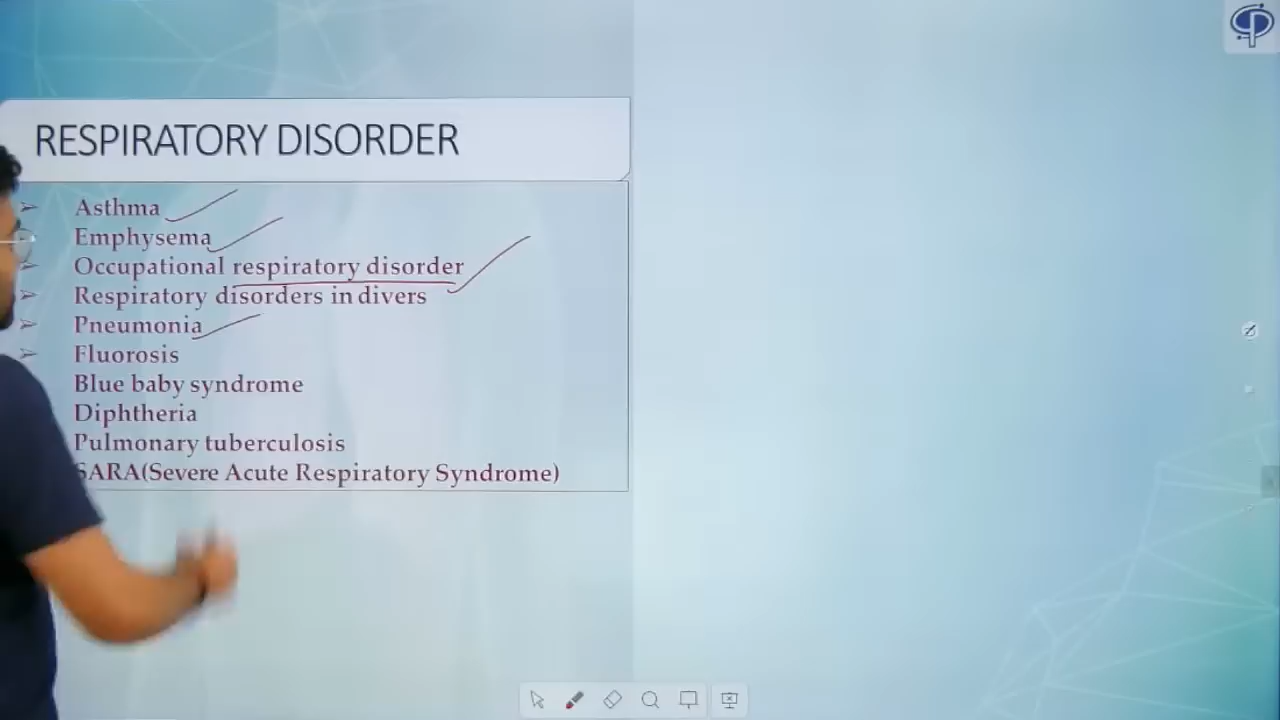 RESPIRATORY DISORDER
Asthma
Emphysema
Occupational respiratory disorder
Respiratory disorders in divers
Pneumonia
Fluorosis
Blue baby syndrome
Diphtheria
Pulmonary tuberculosis
SARA(Severe Acute Respiratory Syndrome)